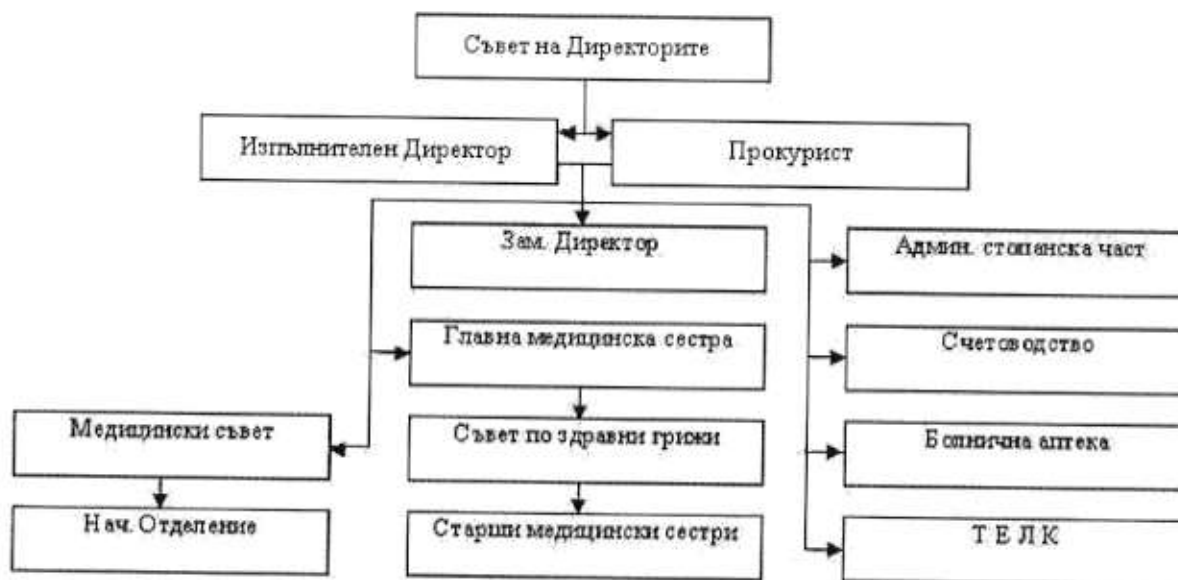 Съвет на Директорите
Изпълнителен Директор
Прокурист
Зам. Директор
Админ. стопанска част
Главна медицинска сестра
Счетоводство
Медицински съвет
Съвет по здравни грижи
Болнична аптека
Нач. Отделение
Старши медицински сестри
Т Е Л К